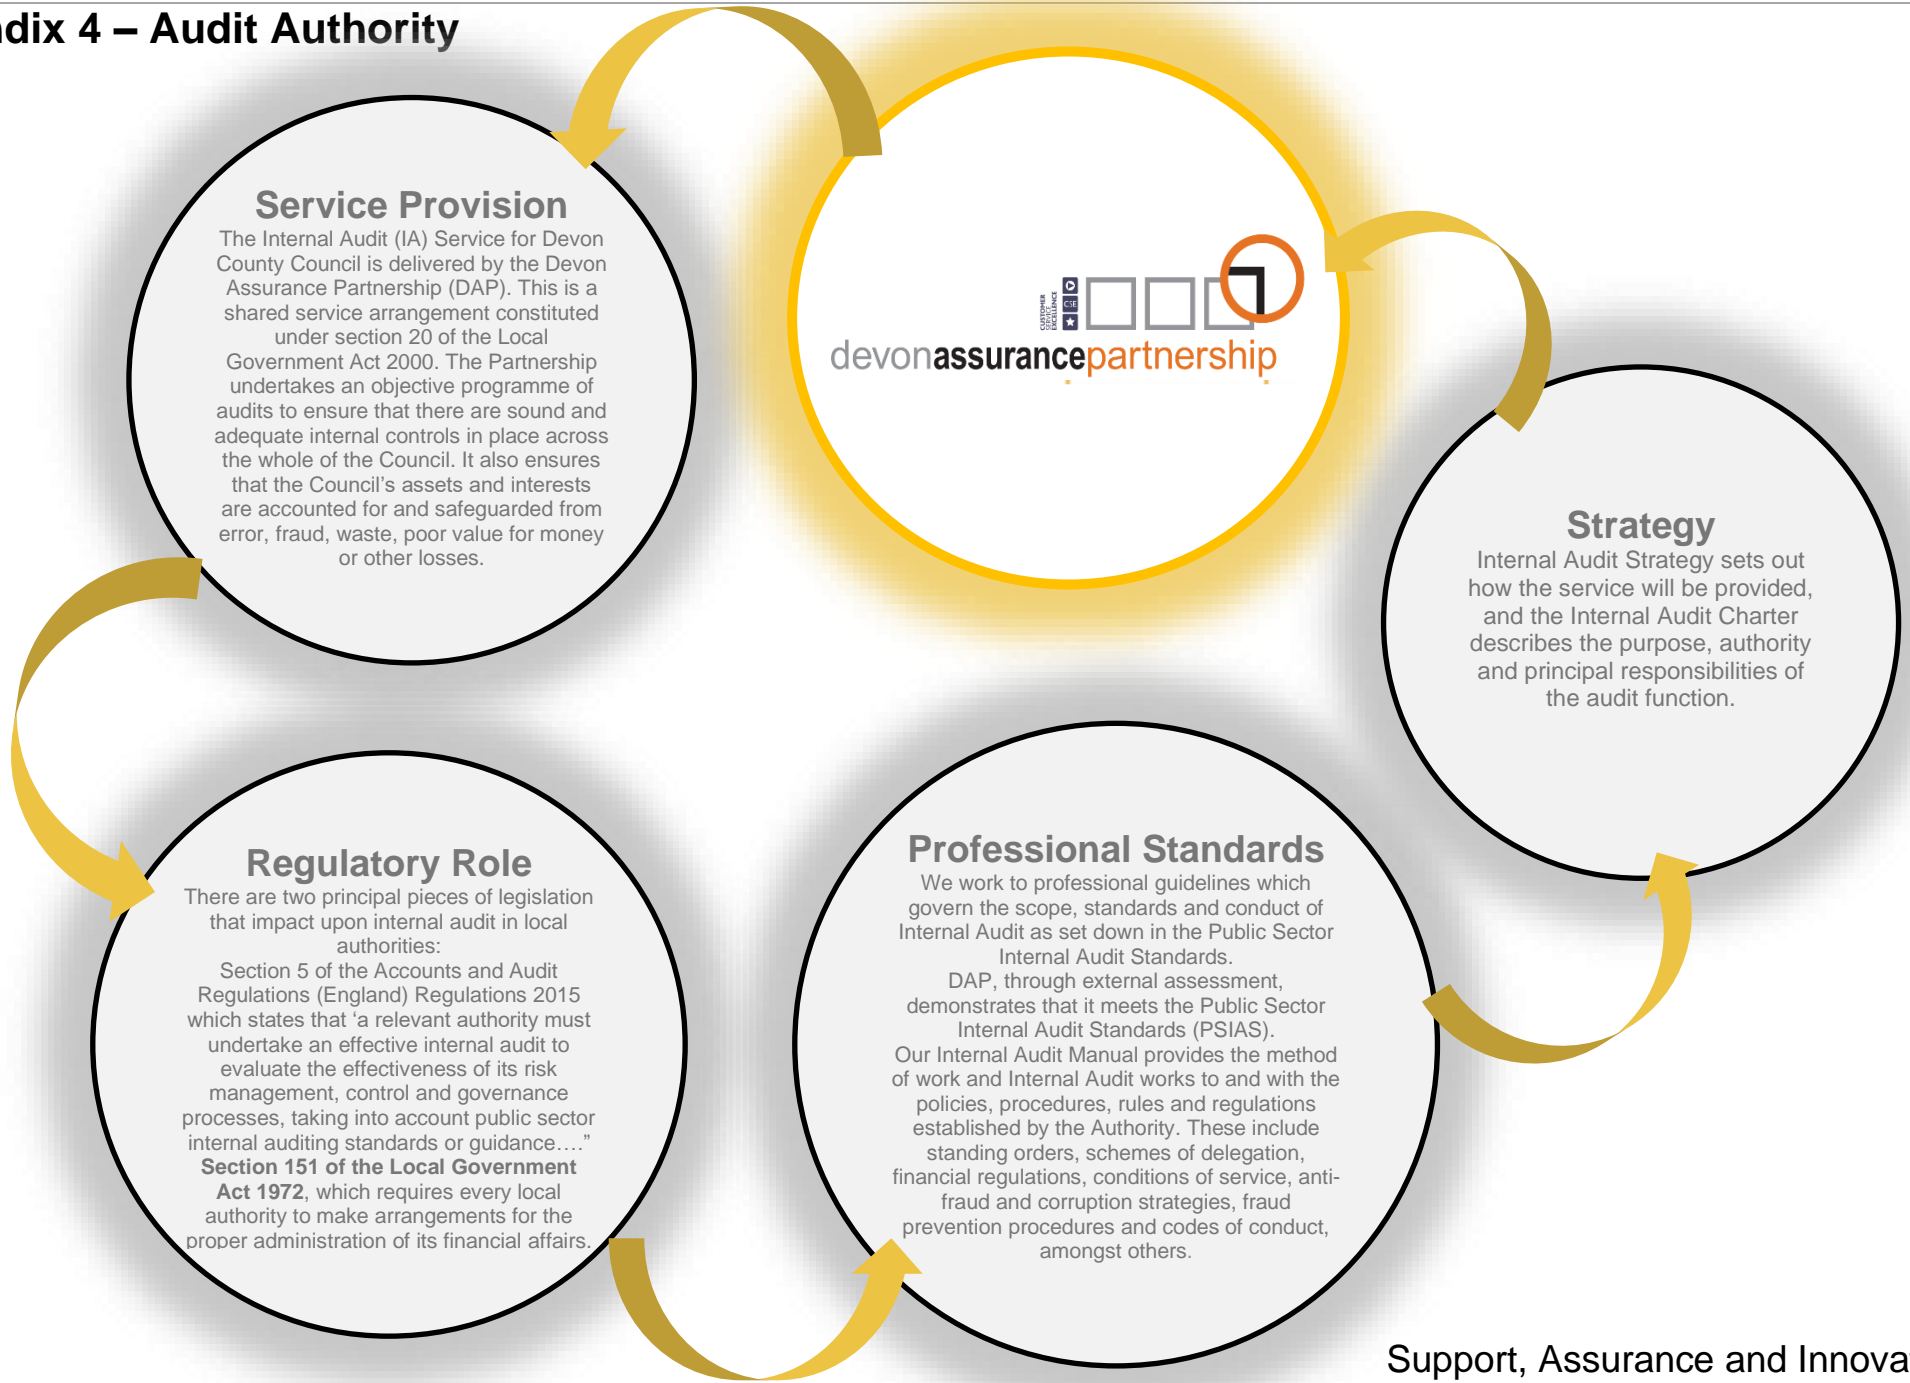 ndix 4 – Audit Authority
Service Provision
The Internal Audit (IA) Service for Devon
County Council is delivered by the Devon
Assurance Partnership (DAP). This is a
shared service arrangement constituted
under section 20 of the Local
Government Act 2000. The Partnership
undertakes an objective programme of
audits to ensure that there are sound and
adequate internal controls in place across
the whole of the Council. It also ensures
that the Council’s assets and interests
are accounted for and safeguarded from
error, fraud, waste, poor value for money
or other losses.
CUSTOMER
SERVICE
EXCELLENCE
CSE
devonassurancepartnership
Strategy
Internal Audit Strategy sets out
how the service will be provided,
and the Internal Audit Charter
describes the purpose, authority
and principal responsibilities of
the audit function.
Regulatory Role
There are two principal pieces of legislation
that impact upon internal audit in local
authorities:
Section 5 of the Accounts and Audit
Regulations (England) Regulations 2015
which states that ‘a relevant authority must
undertake an effective internal audit to
evaluate the effectiveness of its risk
management, control and governance
processes, taking into account public sector
internal auditing standards or guidance….”
Section 151 of the Local Government
Act 1972, which requires every local
authority to make arrangements for the
proper administration of its financial affairs.
Professional Standards
We work to professional guidelines which
govern the scope, standards and conduct of
Internal Audit as set down in the Public Sector
Internal Audit Standards.
DAP, through external assessment,
demonstrates that it meets the Public Sector
Internal Audit Standards (PSIAS).
Our Internal Audit Manual provides the method
of work and Internal Audit works to and with the
policies, procedures, rules and regulations
established by the Authority. These include
standing orders, schemes of delegation,
financial regulations, conditions of service, anti-
fraud and corruption strategies, fraud
prevention procedures and codes of conduct,
amongst others.
Support, Assurance and Innova